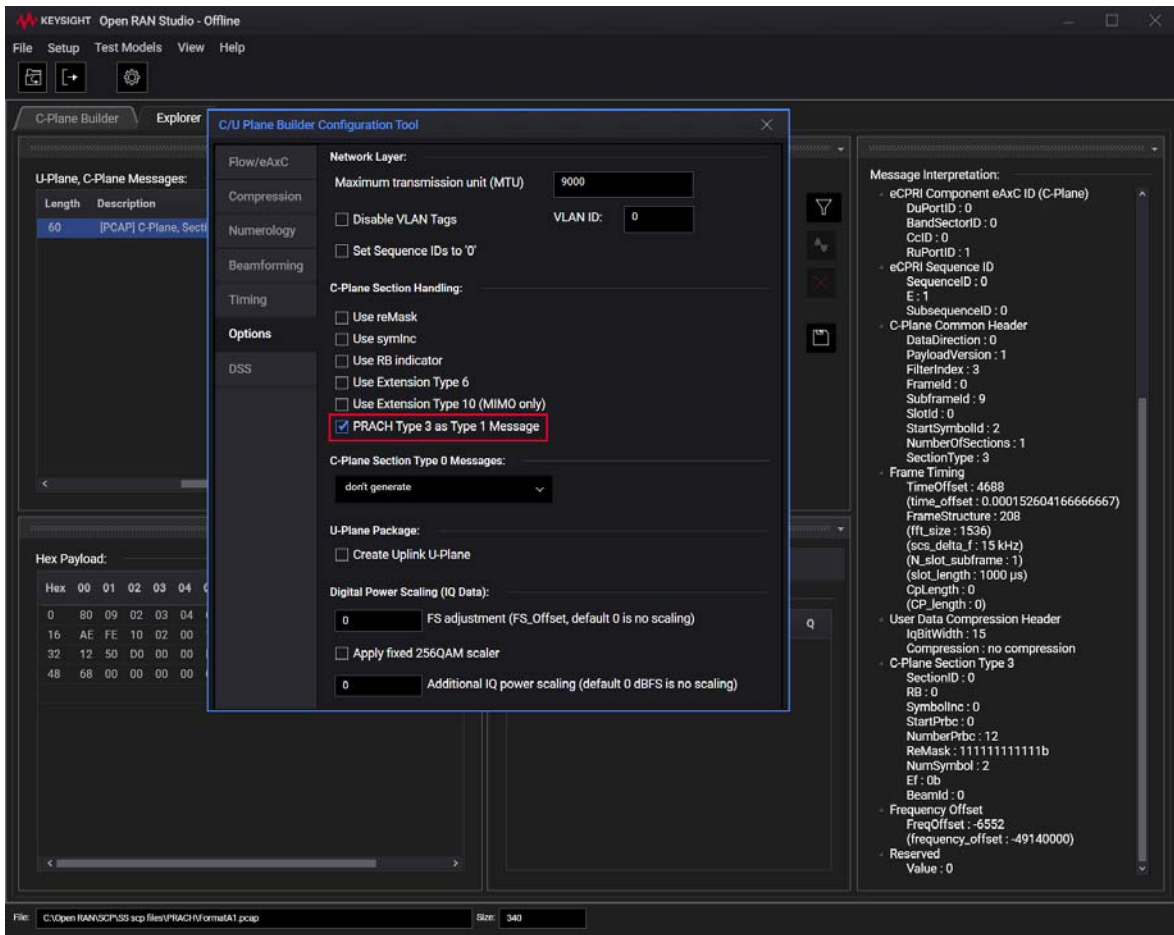 KEYSIGHT Open RAN Studio - Offline
File Setup Test Models View Help
C-Plane Builder Explorer
U-Plane, C-Plane Messages:
Length Description
60 [PCAP] C-Plane, Secti
Hex Payload:
Hex 00 01 02 03 04
0 80 09 02 03 04
16 AE FE 10 02 00
32 12 50 D0 00 00
48 68 00 00 00 00
C/U Plane Builder Configuration Tool
Flow/eAxC
Compression
Numerology
Beamforming
Timing
Options
DSS
Network Layer:
Maximum transmission unit (MTU) 9000
Disable VLAN Tags VLAN ID: 0
Set Sequence IDs to '0'
C-Plane Section Handling:
Use reMask
Use symInc
Use RB indicator
Use Extension Type 6
Use Extension Type 10 (MIMO only)
PRACH Type 3 as Type 1 Message
C-Plane Section Type 0 Messages:
don't generate
U-Plane Package:
Create Uplink U-Plane
Digital Power Scaling (IQ Data):
0 FS adjustment (FS_Offset, default 0 is no scaling)
Apply fixed 256QAM scaler
0 Additional IQ power scaling (default 0 dBFS is no scaling)
Q
Message Interpretation:
eCPRI Component eAxC ID (C-Plane)
DuPortID : 0
BandSectorID : 0
CcID : 0
RuPortID : 1
eCPRI Sequence ID
SequenceID : 0
E : 1
SubsequenceID : 0
C-Plane Common Header
DataDirection : 0
PayloadVersion : 1
FilterIndex : 3
FrameId : 0
SubframeId : 9
SlotId : 0
StartSymbolId : 2
NumberOfSections : 1
SectionType : 3
Frame Timing
TimeOffset : 4688
(time_offset : 0.000152604166666667)
FrameStructure : 208
(fft_size : 1536)
(scs_delta_f : 15 kHz)
(N_slot_subframe : 1)
(slot_length : 1000 µs)
CpLength : 0
(CP_length : 0)
User Data Compression Header
IqBitWidth : 15
Compression : no compression
C-Plane Section Type 3
SectionID : 0
RB : 0
SymbolInc : 0
StartPrbc : 0
NumberPrbc : 12
ReMask : 111111111111b
NumSymbol : 2
Ef : 0b
BeamId : 0
Frequency Offset
FreqOffset : -6552
(frequency_offset : -49140000)
Reserved
Value : 0
File: C:\Open RAN\SCP\SS scp files\PRACH\FormatA1.pcap Size: 340